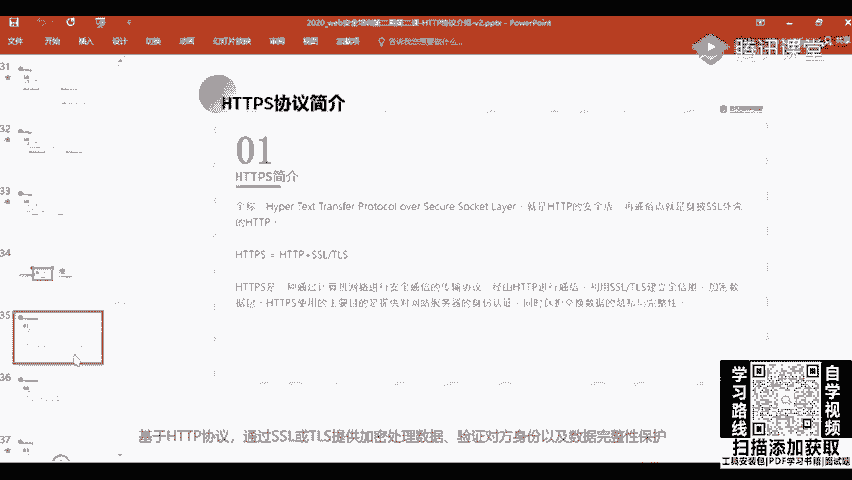 2020_web安全培训第二周第二课-HTTP协议介绍-v2.pptx - PowerPoint
文件 开始 插入 设计 切换 动画 幻灯片放映 审阅 视图 加载项 告诉我您想要做什么...
共享
腾讯课堂
31
32
33
34
35
36
37
HTTPS协议简介
01
HTTPS简介
全称：Hyper Text Transfer Protocol over Secure Socket Layer，就是HTTP的安全版，再通俗点就是身披SSL外壳
的HTTP。
HTTPS = HTTP+SSL/TLS
HTTPS是一种通过计算机网络进行安全通信的传输协议，经由HTTP进行通信，利用SSL/TLS建立全信道，加密数
据包。HTTPS使用的主要目的是提供对网站服务器的身份认证，同时保护交换数据的隐私与完整性。
基于HTTP协议，通过SSL或TLS提供加密处理数据、验证对方身份以及数据完整性保护
学习路线
自学视频
扫描添加获取
工具安装包|PDF学习书籍|面试题